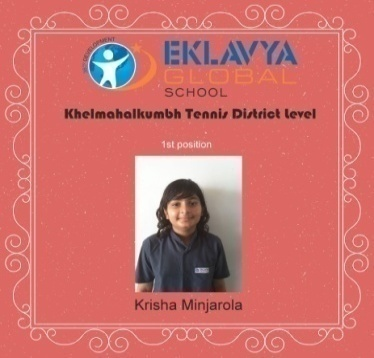 EKLAVYA
GLOBAL
SCHOOL
Khelmahalkumbh Tennis District Level
1st position
Krisha Minjarola